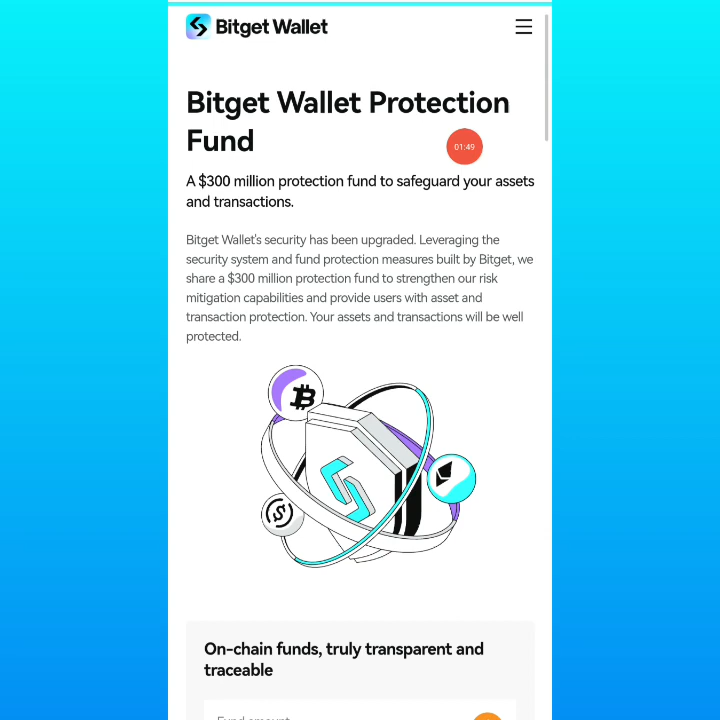 Bitget Wallet
Bitget Wallet Protection
Fund
01:49
A $300 million protection fund to safeguard your assets
and transactions.
Bitget Wallet's security has been upgraded. Leveraging the
security system and fund protection measures built by Bitget, we
share a $300 million protection fund to strengthen our risk
mitigation capabilities and provide users with asset and
transaction protection. Your assets and transactions will be well
protected.
On-chain funds, truly transparent and
traceable
Fund amount